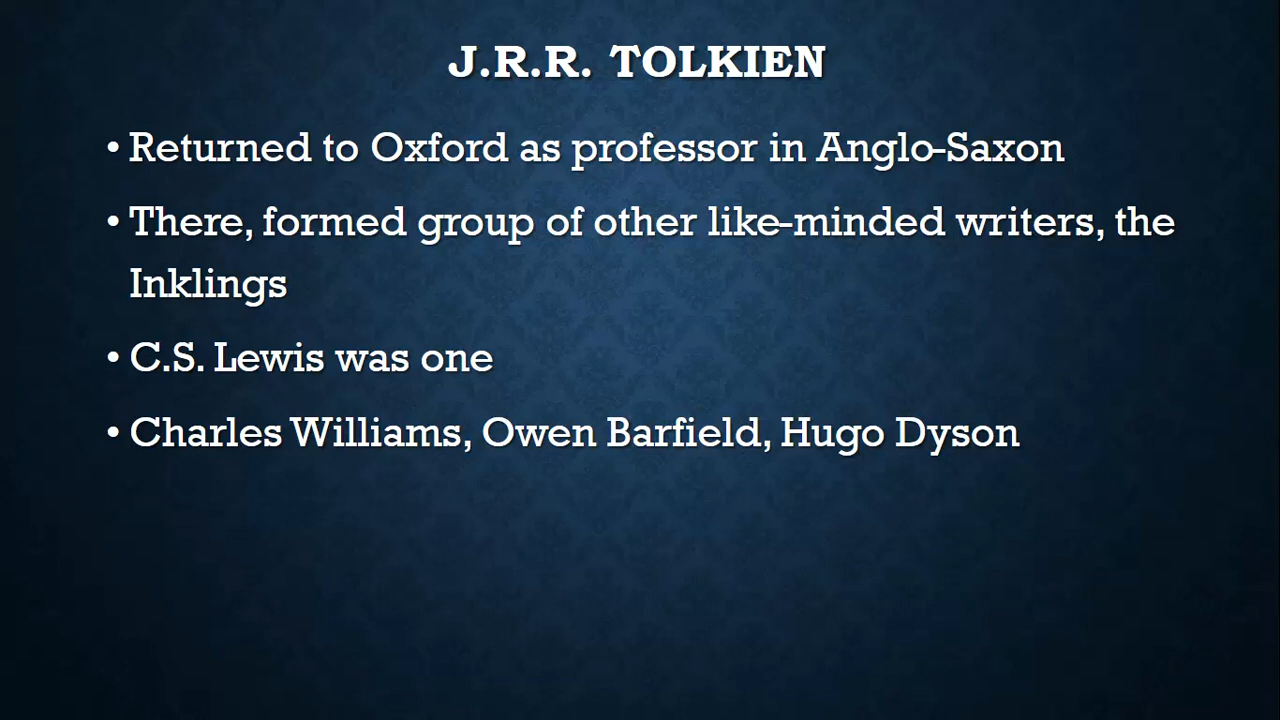 J.R.R. TOLKIEN
• Returned to Oxford as professor in Anglo-Saxon
• There, formed group of other like-minded writers, the
Inklings
• C.S. Lewis was one
• Charles Williams, Owen Barfield, Hugo Dyson